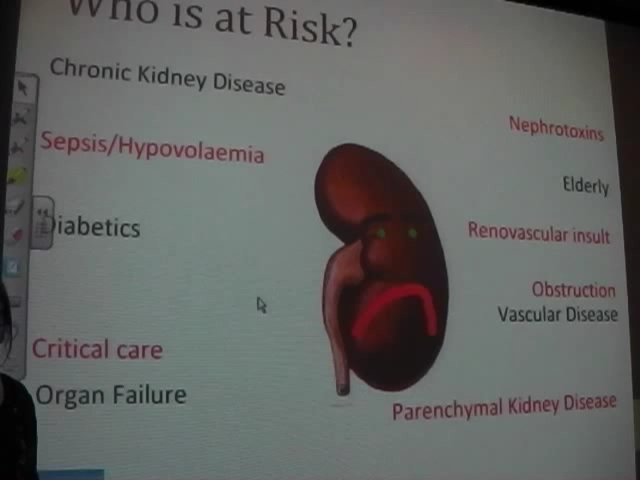 Who is at Risk?
Chronic Kidney Disease
Sepsis/Hypovolaemia
Diabetics
Critical care
Organ Failure
Nephrotoxins
Elderly
Renovascular insult
Obstruction
Vascular Disease
Parenchymal Kidney Disease